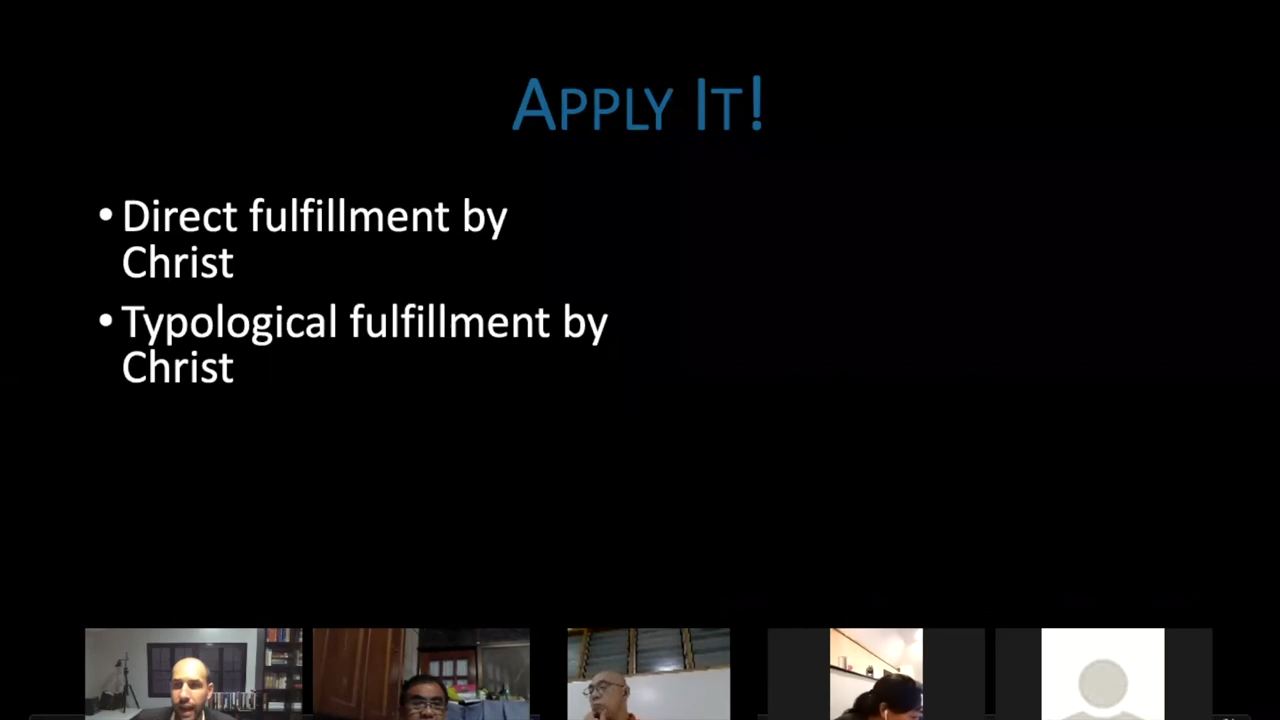 APPLY IT!
• Direct fulfillment by
Christ
• Typological fulfillment by
Christ